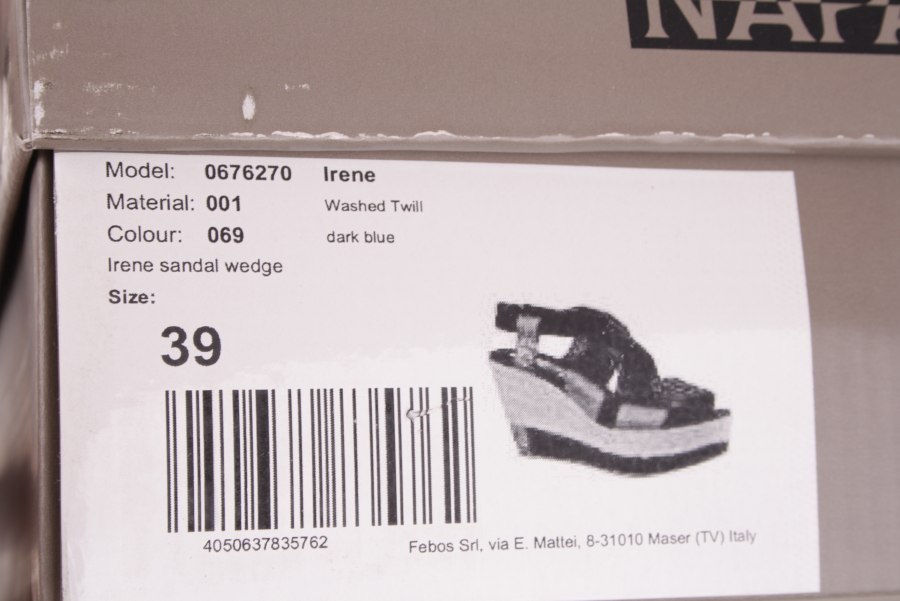 NAPA
Model: 0676270 Irene
Material: 001 Washed Twill
Colour: 069 dark blue
Irene sandal wedge
Size:
39
4050637835762
Febos Srl, via E. Mattei, 8-31010 Maser (TV) Italy